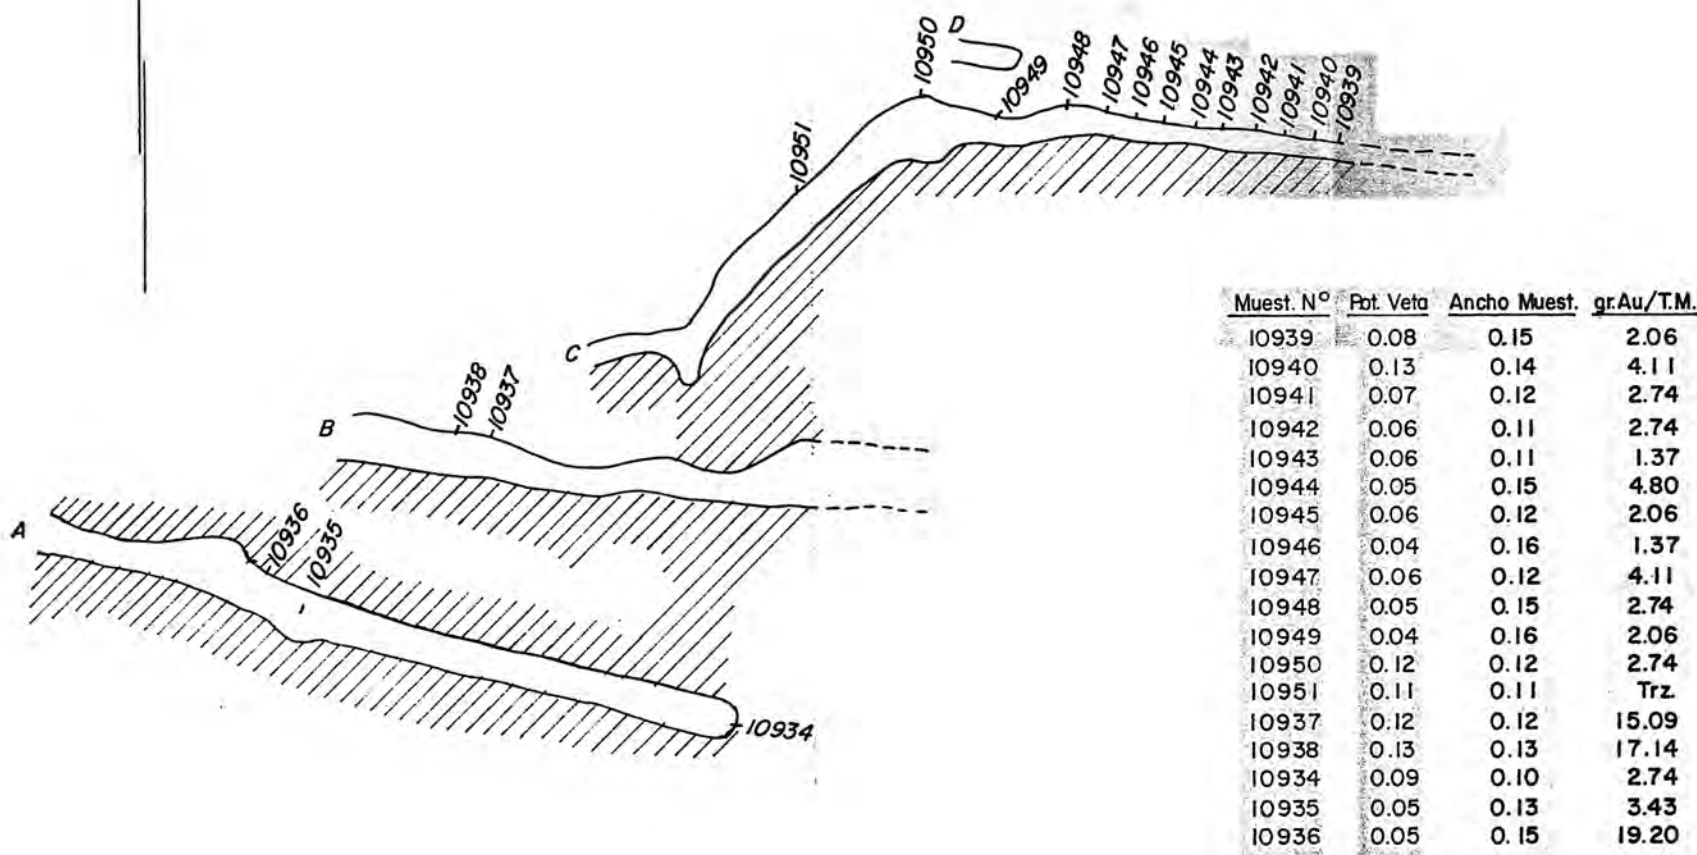 D
10950
10949
10948
10947
10946
10945
10944
10943
10942
10941
10940
10939
10951
C
10938
10937
B
A
10936
10935
10934
Muest. Nº Pot. Veta Ancho Muest. gr.Au/T.M.
10939 0.08 0.15 2.06
10940 0.13 0.14 4.11
10941 0.07 0.12 2.74
10942 0.06 0.11 2.74
10943 0.06 0.11 1.37
10944 0.05 0.15 4.80
10945 0.06 0.12 2.06
10946 0.04 0.16 1.37
10947 0.06 0.12 4.11
10948 0.05 0.15 2.74
10949 0.04 0.16 2.06
10950 0.12 0.12 2.74
10951 0.11 0.11 Trz.
10937 0.12 0.12 15.09
10938 0.13 0.13 17.14
10934 0.09 0.10 2.74
10935 0.05 0.13 3.43
10936 0.05 0.15 19.20